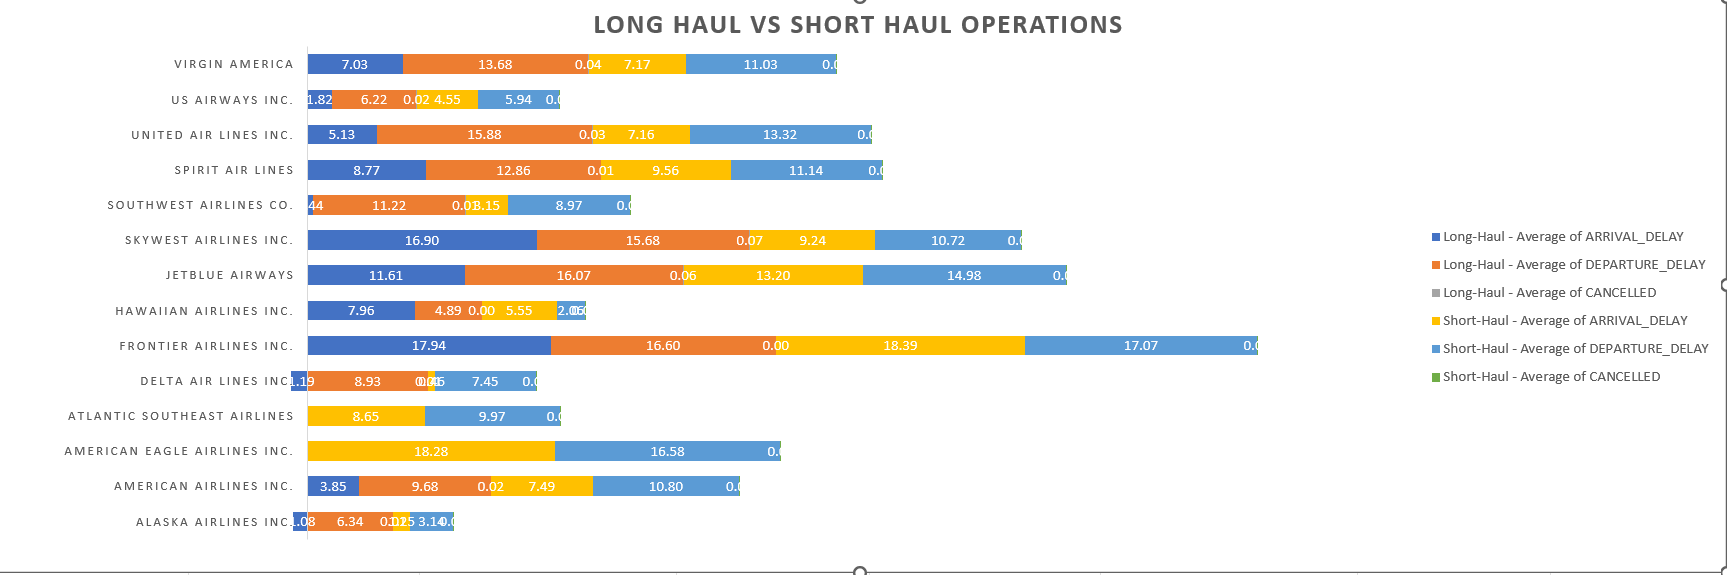 LONG HAUL VS SHORT HAUL OPERATIONS
VIRGIN AMERICA 7.03 13.68 0.04 7.17 11.03
US AIRWAYS INC. 1.82 6.22 0.02 4.55 5.94
UNITED AIR LINES INC. 5.13 15.88 0.03 7.16 13.32
SPIRIT AIR LINES 8.77 12.86 0.01 9.56 11.14
SOUTHWEST AIRLINES CO. 11.22 0.01 3.15 8.97
SKYWEST AIRLINES INC. 16.90 15.68 0.07 9.24 10.72
JETBLUE AIRWAYS 11.61 16.07 0.06 13.20 14.98
HAWAIIAN AIRLINES INC. 7.96 4.89 0.00 5.55 2.06
FRONTIER AIRLINES INC. 17.94 16.60 0.00 18.39 17.07
DELTA AIR LINES INC. 8.93 7.45
ATLANTIC SOUTHEAST AIRLINES 8.65 9.97
AMERICAN EAGLE AIRLINES INC. 18.28 16.58
AMERICAN AIRLINES INC. 3.85 9.68 0.02 7.49 10.80
ALASKA AIRLINES INC. 6.34 3.14
Long-Haul - Average of ARRIVAL_DELAY
Long-Haul - Average of DEPARTURE_DELAY
Long-Haul - Average of CANCELLED
Short-Haul - Average of ARRIVAL_DELAY
Short-Haul - Average of DEPARTURE_DELAY
Short-Haul - Average of CANCELLED